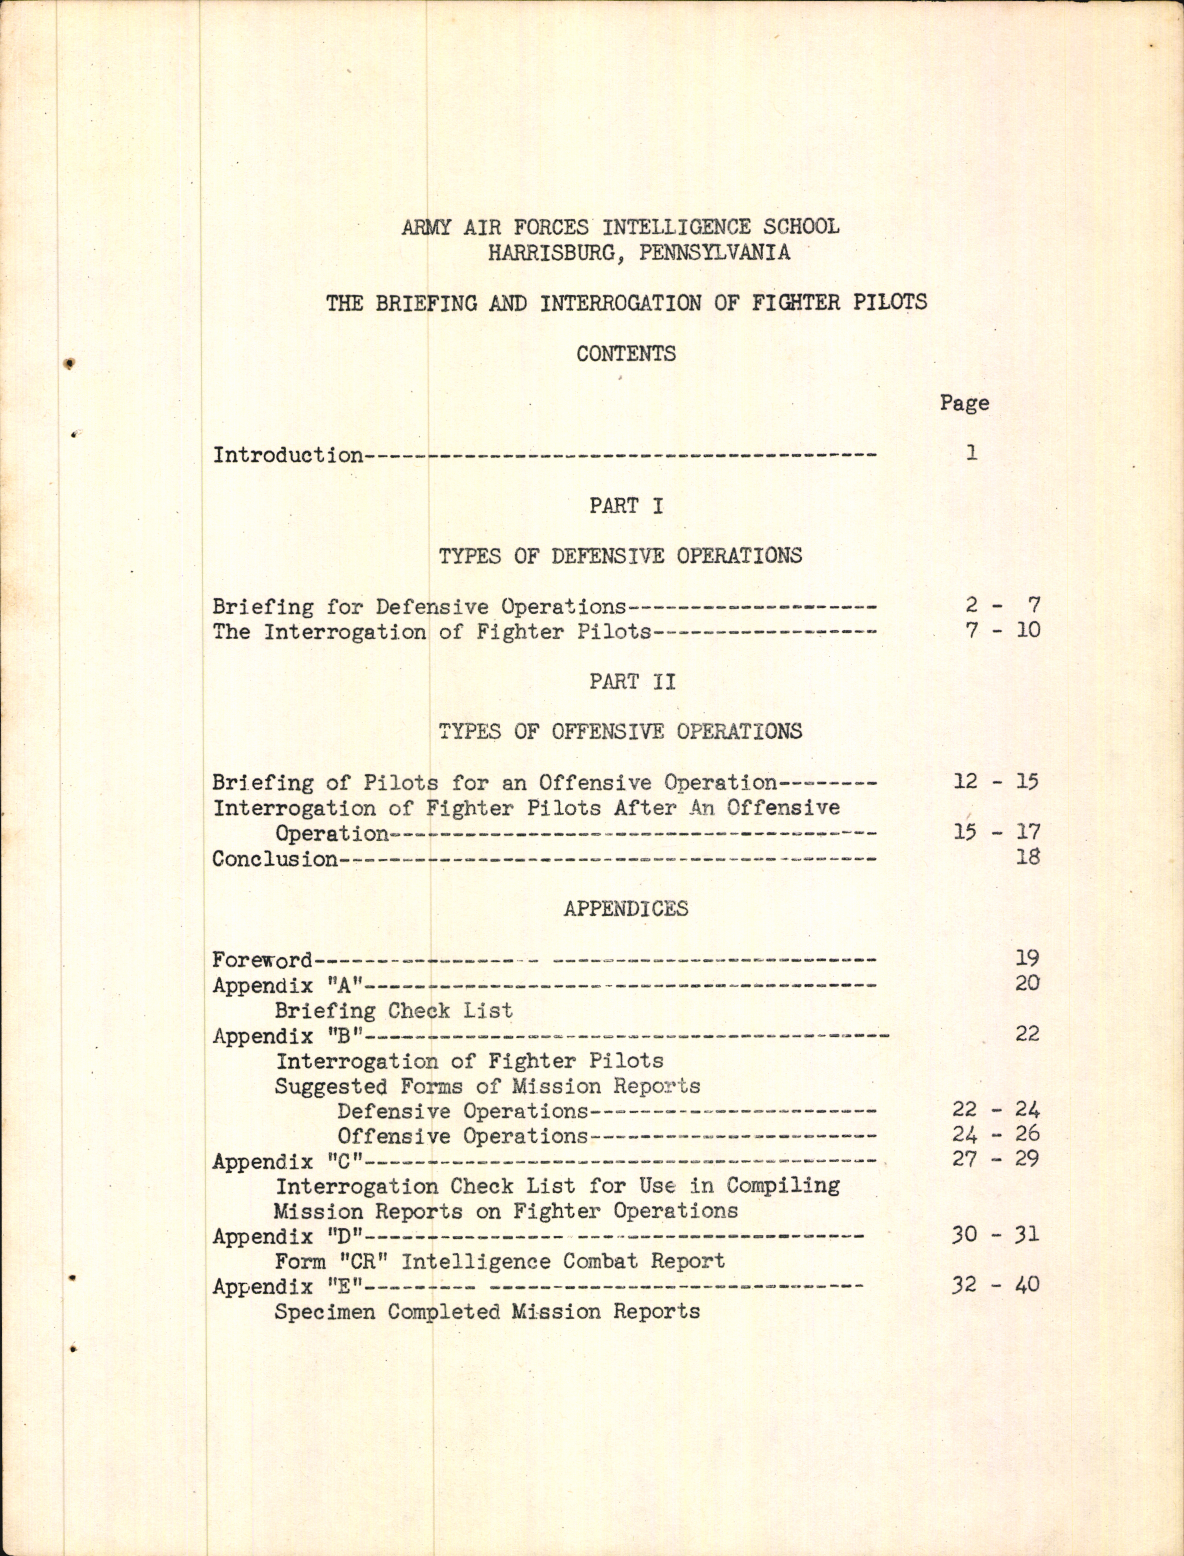 ARMY AIR FORCES INTELLIGENCE SCHOOL
HARRISBURG, PENNSYLVANIA
THE BRIEFING AND INTERROGATION OF FIGHTER PILOTS
CONTENTS
Page
Introduction----------------------------------------- 1
PART I
TYPES OF DEFENSIVE OPERATIONS
Briefing for Defensive Operations-------------------- 2 - 7
The Interrogation of Fighter Pilots------------------ 7 - 10
PART II
TYPES OF OFFENSIVE OPERATIONS
Briefing of Pilots for an Offensive Operation-------- 12 - 15
Interrogation of Fighter Pilots After An Offensive
Operation--------------------------------------- 15 - 17
Conclusion------------------------------------------- 18
APPENDICES
Foreword------------------ -------------------------- 19
Appendix "A"----------------------------------------- 20
Briefing Check List
Appendix "B"------------------------------------------ 22
Interrogation of Fighter Pilots
Suggested Forms of Mission Reports
Defensive Operations----------------------- 22 - 24
Offensive Operations----------------------- 24 - 26
Appendix "C"----------------------------------------- 27 - 29
Interrogation Check List for Use in Compiling
Mission Reports on Fighter Operations
Appendix "D"---------------- ----------------------- 30 - 31
Form "CR" Intelligence Combat Report
Appendix "E"--------- ------------------------------ 32 - 40
Specimen Completed Mission Reports